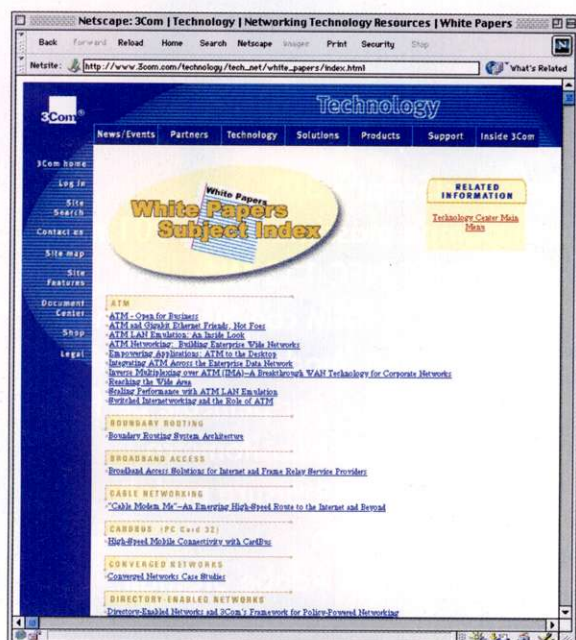 Netscape: 3Com | Technology | Networking Technology Resources | White Papers
Back Forward Reload Home Search Netscape Images Print Security Stop
Netsite: http://www.3com.com/technology/tech_net/white_papers/index.html What's Related
3Com®
Technology
News/Events Partners Technology Solutions Products Support Inside 3Com
3Com home
Log in
Site
Search
Contact us
Site map
Site
Features
Document
Center
Shop
Legal
White Papers
White Papers
Subject Index
RELATED
INFORMATION
Technology Center Main
Menu
ATM
ATM - Open for Business
ATM and Gigabit Ethernet Friends, Not Foes
ATM LAN Emulation: An Inside Look
ATM Networking: Building Enterprise Wide Networks
Empowering Applications: ATM to the Desktop
Integrating ATM Across the Enterprise Data Network
Inverse Multiplexing over ATM (IMA)--A Breakthrough WAN Technology for Corporate Networks
Reaching the Wide Area
Scaling Performance with ATM LAN Emulation
Switched Internetworking and the Role of ATM
BOUNDARY ROUTING
Boundary Routing System Architecture
BROADBAND ACCESS
Broadband Access Solutions for Internet and Frame Relay Service Providers
CABLE NETWORKING
"Cable Modem Me"--An Emerging High-Speed Route to the Internet and Beyond
CARDBUS (PC Card 32)
High-Speed Mobile Connectivity with CardBus
CONVERGED NETWORKS
Converged Networks Case Studies
DIRECTORY-ENABLED NETWORKS
Directory-Enabled Networks and 3Com's Framework for Policy-Powered Networking